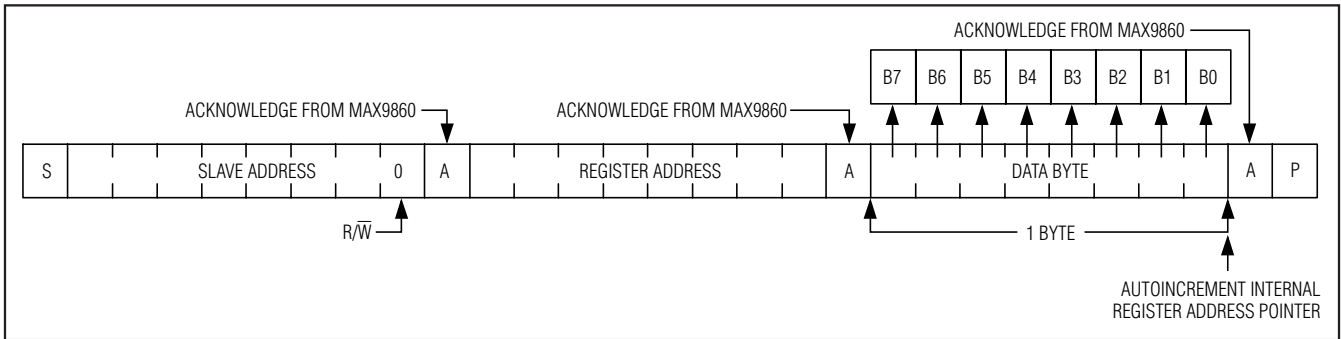 ACKNOWLEDGE FROM MAX9860
B7 B6 B5 B4 B3 B2 B1 B0
ACKNOWLEDGE FROM MAX9860 ACKNOWLEDGE FROM MAX9860
S SLAVE ADDRESS 0 A REGISTER ADDRESS A DATA BYTE A P
R/W̅ 1 BYTE
AUTOINCREMENT INTERNAL
REGISTER ADDRESS POINTER